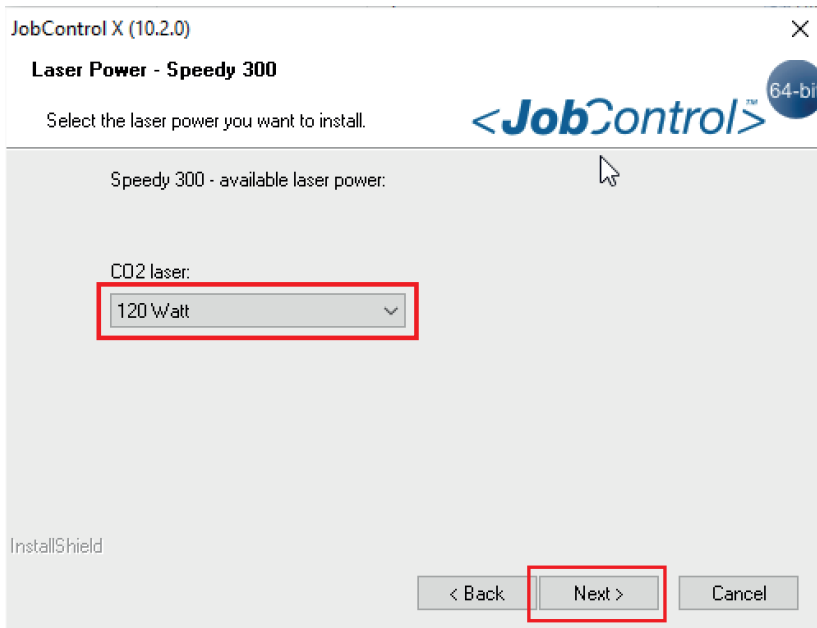 JobControl X (10.2.0)
Laser Power - Speedy 300
64-bi
Select the laser power you want to install.
<JobControl>™
Speedy 300 - available laser power:
CO2 laser:
120 Watt
InstallShield
< Back
Next >
Cancel